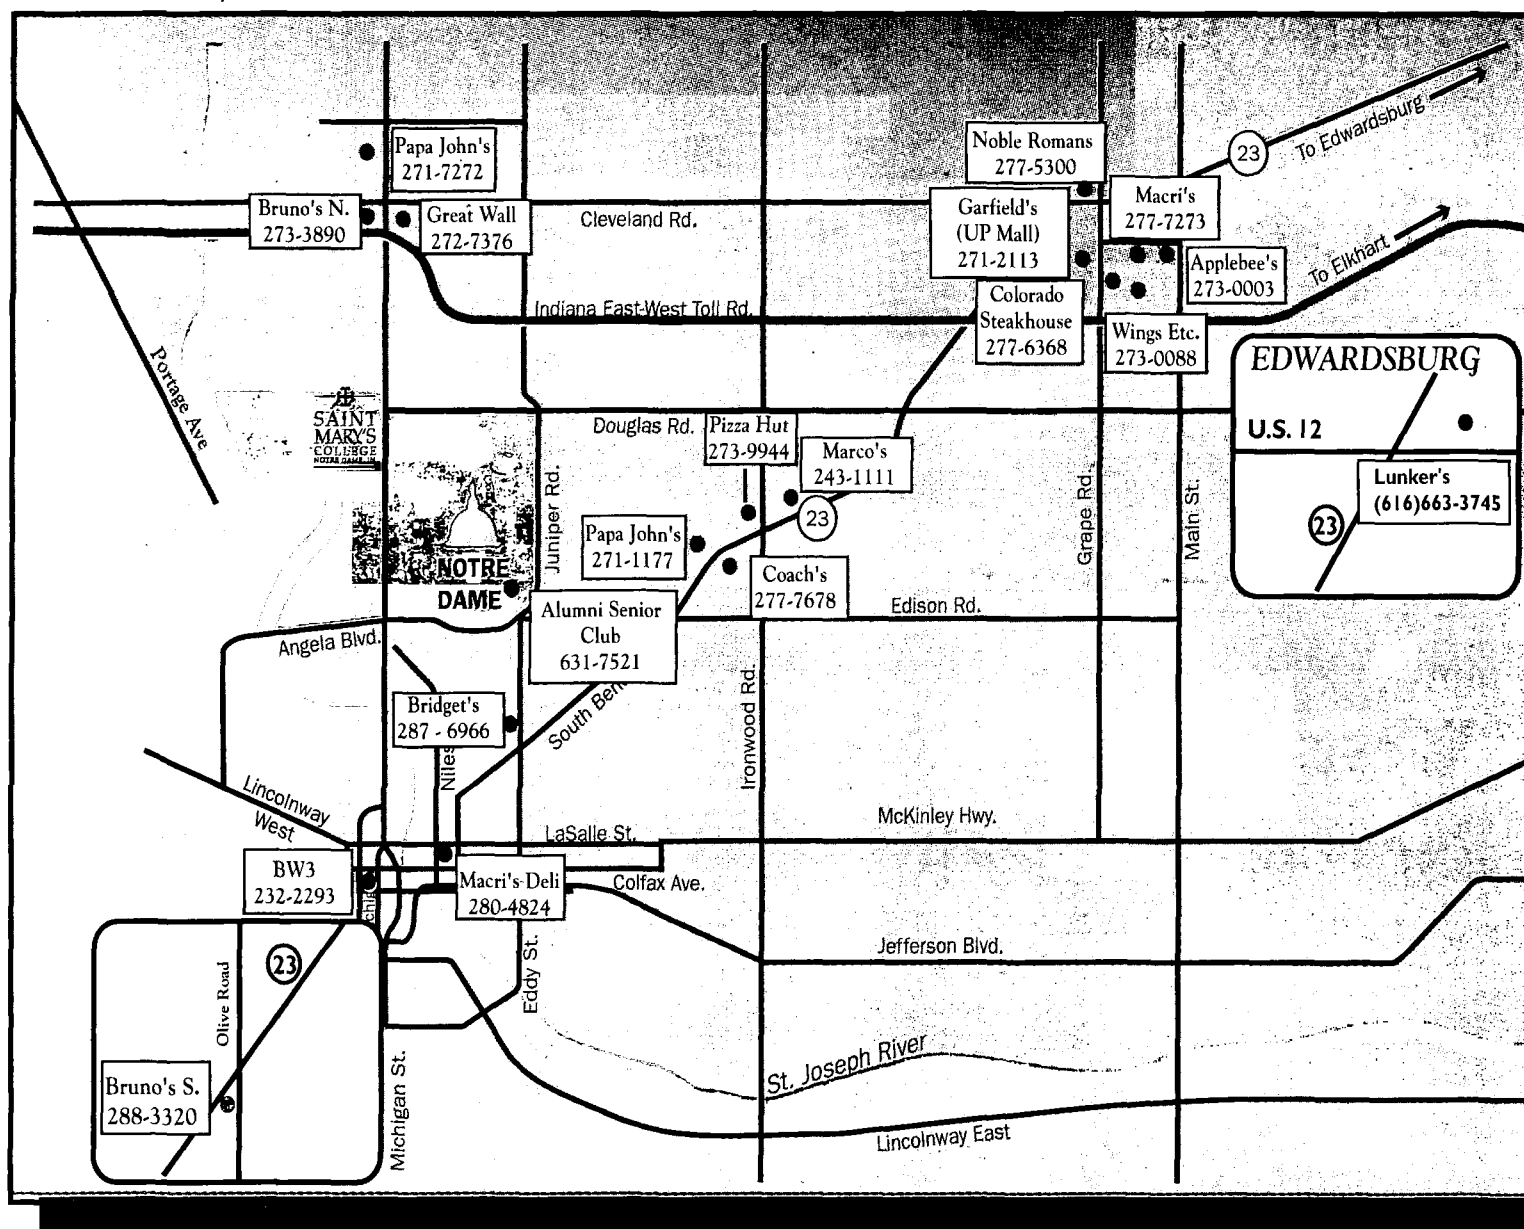 Papa John's
271-7272
Bruno's N.
273-3890
Great Wall
272-7376
Cleveland Rd.
Noble Romans
277-5300
23
To Edwardsburg
Macri's
277-7273
Garfield's
(UP Mall)
271-2113
To Elkhart
Applebee's
273-0003
Indiana East-West Toll Rd.
Colorado
Steakhouse
277-6368
Wings Etc.
273-0088
Portage Ave
EDWARDSBURG
U.S. 12
Lunker's
(616)663-3745
23
SAINT
MARY'S
COLLEGE
NOTRE DAME, IN
Douglas Rd.
Pizza Hut
273-9944
Marco's
243-1111
23
Juniper Rd.
Grape Rd.
Main St.
Papa John's
271-1177
NOTRE
DAME
Coach's
277-7678
Edison Rd.
Alumni Senior
Club
631-7521
Angela Blvd.
Bridget's
287 - 6966
Niles
South Ben
Ironwood Rd.
Lincolnway
West
LaSalle St.
McKinley Hwy.
BW3
232-2293
Macri's Deli
280-4824
Colfax Ave.
Jefferson Blvd.
Eddy St.
23
Olive Road
Bruno's S.
288-3320
Michigan St.
St. Joseph River
Lincolnway East